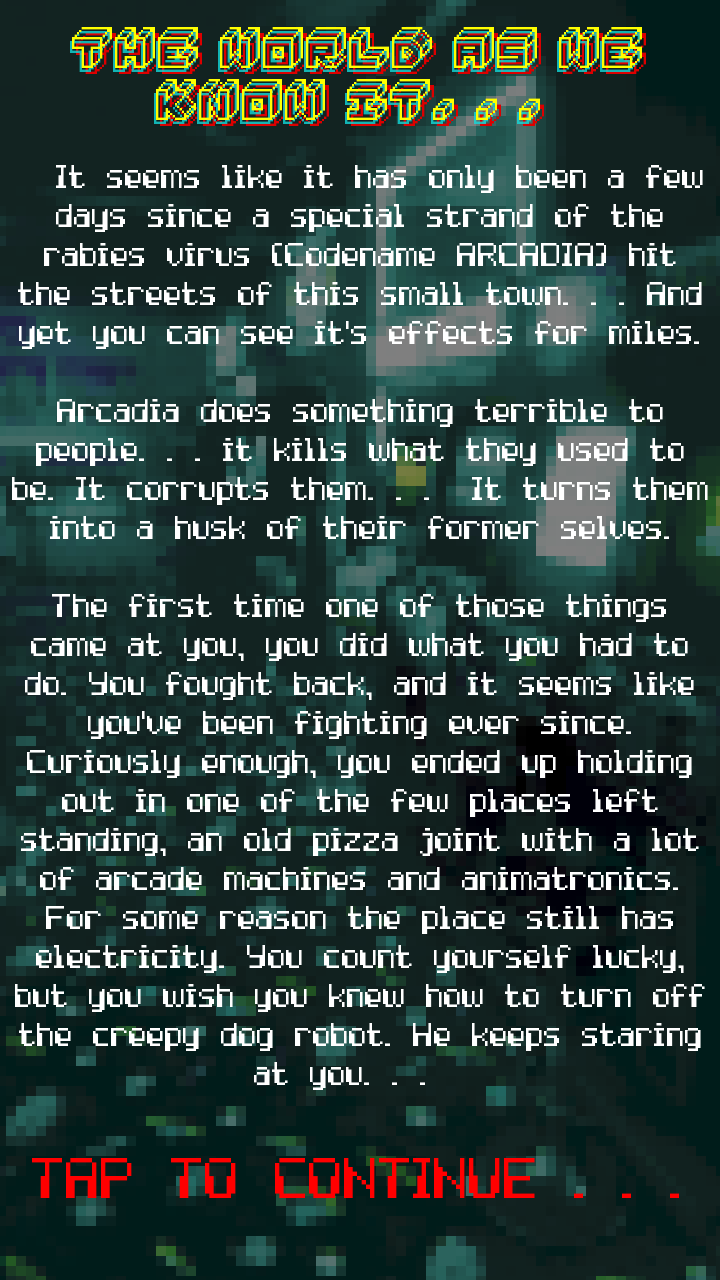 THE WORLD AS WE
KNOW IT. . .
It seems like it has only been a few
days since a special strand of the
rabies virus (Codename ARCADIA) hit
the streets of this small town. . . And
yet you can see it's effects for miles.
Arcadia does something terrible to
people. . . it kills what they used to
be. It corrupts them. . . It turns them
into a husk of their former selves.
The first time one of those things
came at you, you did what you had to
do. You fought back, and it seems like
you've been fighting ever since.
Curiously enough, you ended up holding
out in one of the few places left
standing, an old pizza joint with a lot
of arcade machines and animatronics.
For some reason the place still has
electricity. You count yourself lucky,
but you wish you knew how to turn off
the creepy dog robot. He keeps staring
at you. . .
TAP TO CONTINUE . . .